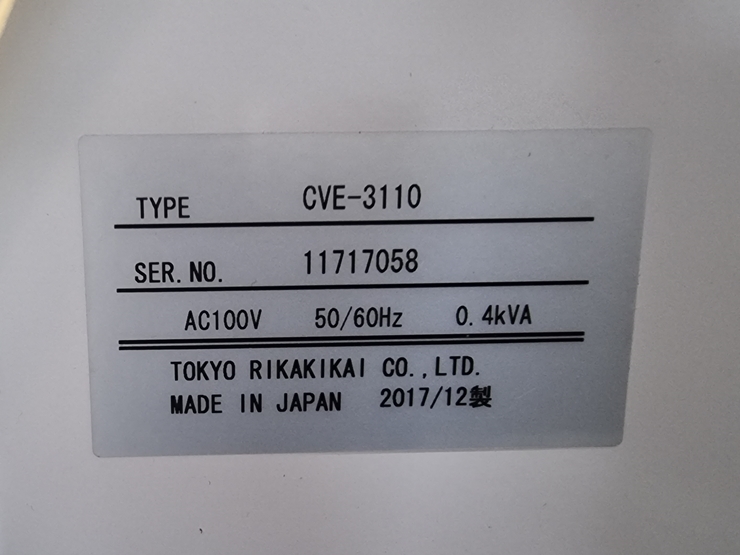 TYPE CVE-3110
SER.NO. 11717058
AC100V 50/60Hz 0.4kVA
TOKYO RIKAKIKAI CO.,LTD.
MADE IN JAPAN 2017/12製